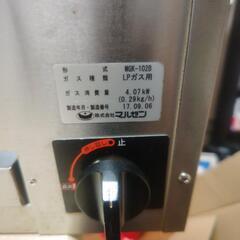 形式 MGK-102B
ガス種類 LPガス用
ガス消費量 4.07kW
(0.29kg/h)
製造年月・製造番号 17.09.06
株式会社マルゼン
止